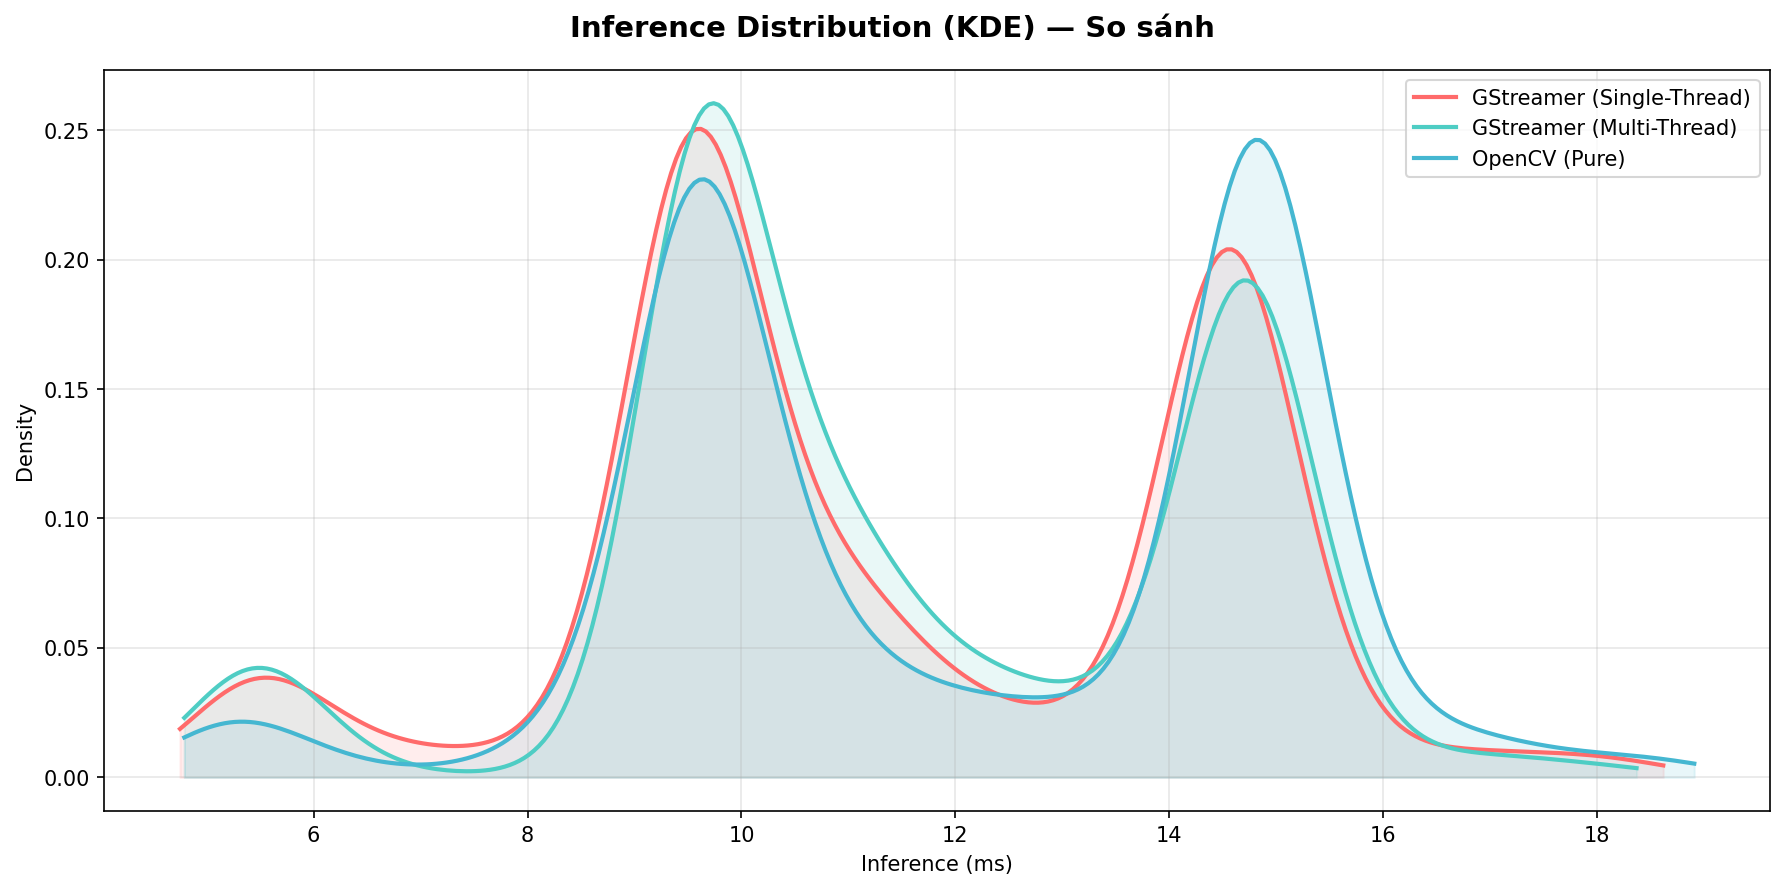 Inference Distribution (KDE) — So sánh
GStreamer (Single-Thread)
GStreamer (Multi-Thread)
OpenCV (Pure)
Density
0.25
0.20
0.15
0.10
0.05
0.00
6 8 10 12 14 16 18
Inference (ms)